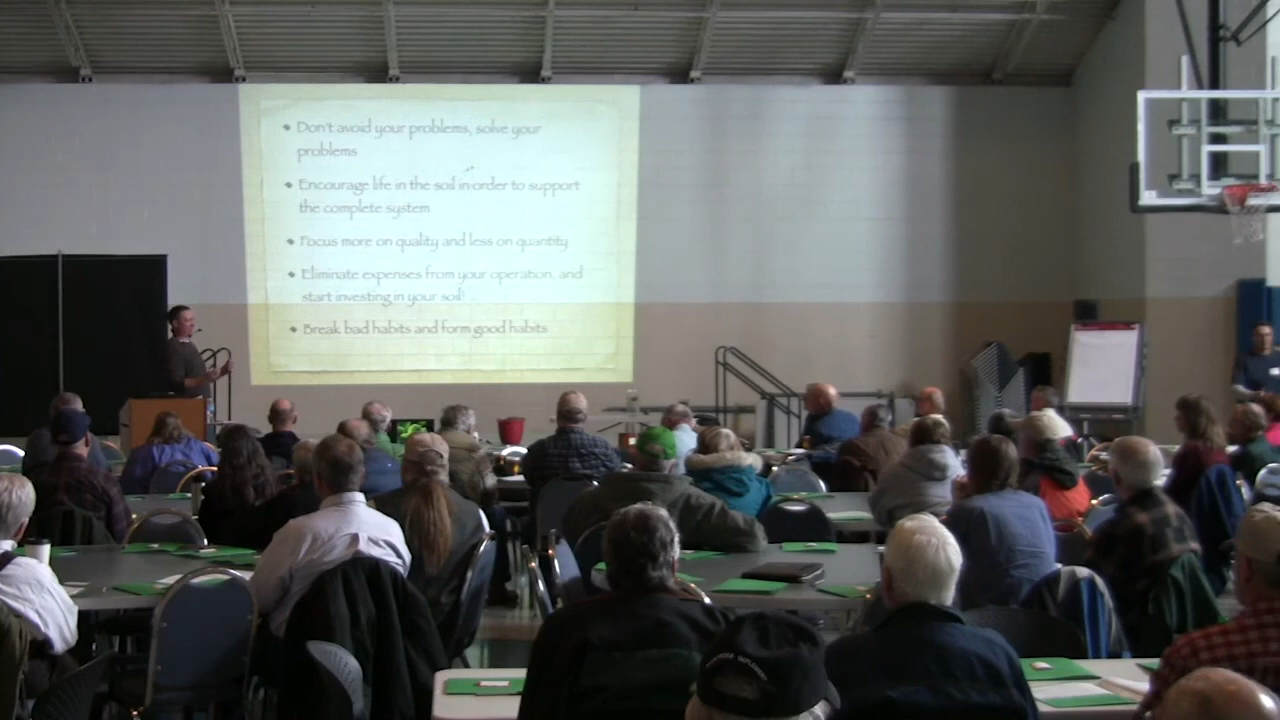 Don't avoid your problems, solve your
problems
Encourage life in the soil in order to support
the complete system
Focus more on quality and less on quantity
Eliminate expenses from your operation, and
start investing in your soil!
Break bad habits and form good habits